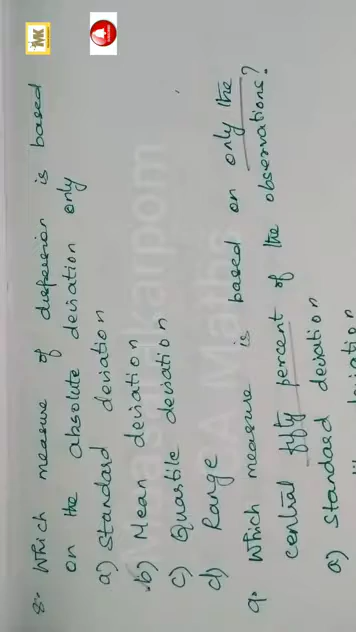 8. Which measure of dispersion is based
on the absolute deviation only
a) Standard deviation
b) Mean deviation
c) Quartile deviation
d) Range
9. Which measure is based on only the
central fifty percent of the observations?
a) Standard deviation
deviation